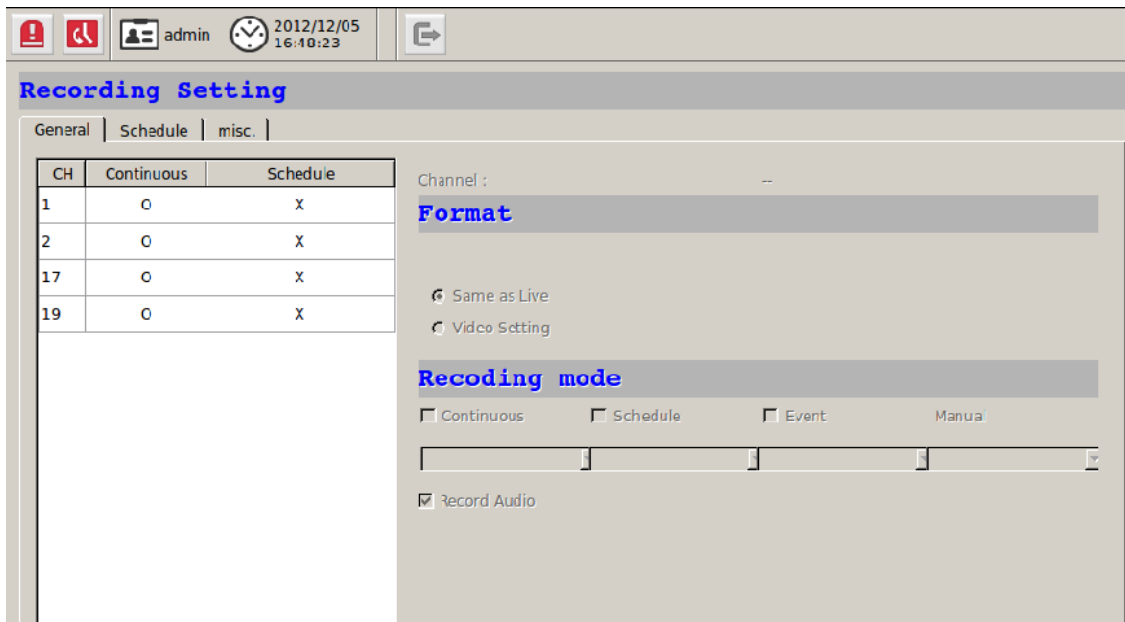 admin 2012/12/05
16:48:23
Recording Setting
General Schedule misc.
CH Continuous Schedule
1 O X
2 O X
17 O X
19 O X
Channel : --
Format
Same as Live
Video Setting
Recoding mode
Continuous Schedule Event Manual
Record Audio